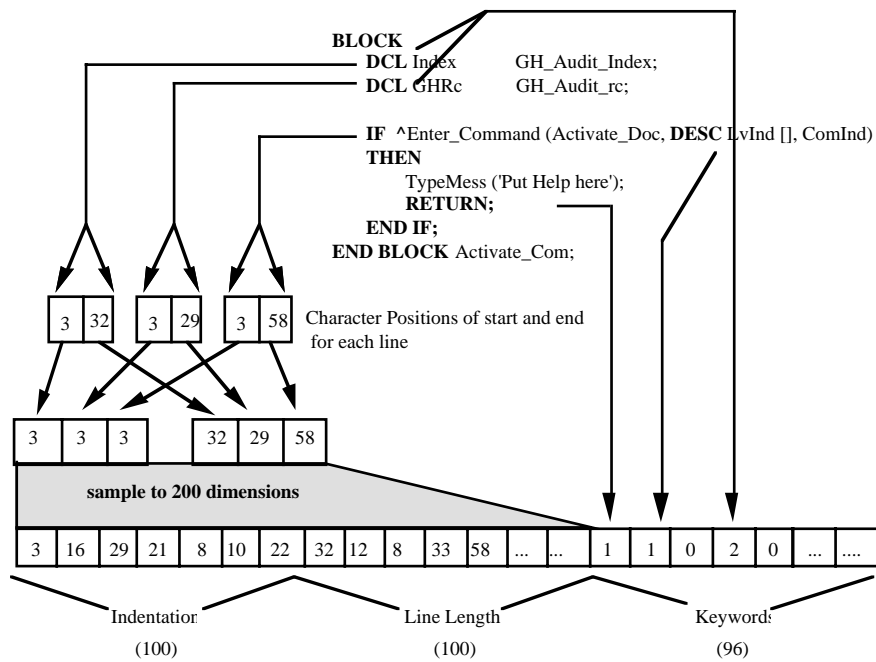 BLOCK
DCL Index GH_Audit_Index;
DCL GHRc GH_Audit_rc;
IF ^Enter_Command (Activate_Doc, DESC LvInd [], ComInd)
THEN
TypeMess ('Put Help here');
RETURN;
END IF;
END BLOCK Activate_Com;
3 32 3 29 3 58
Character Positions of start and end
for each line
3 3 3 32 29 58
sample to 200 dimensions
3 16 29 21 8 10 22 32 12 8 33 58 ... ... 1 1 0 2 0 ... ....
Indentation Line Length Keywords
(100) (100) (96)